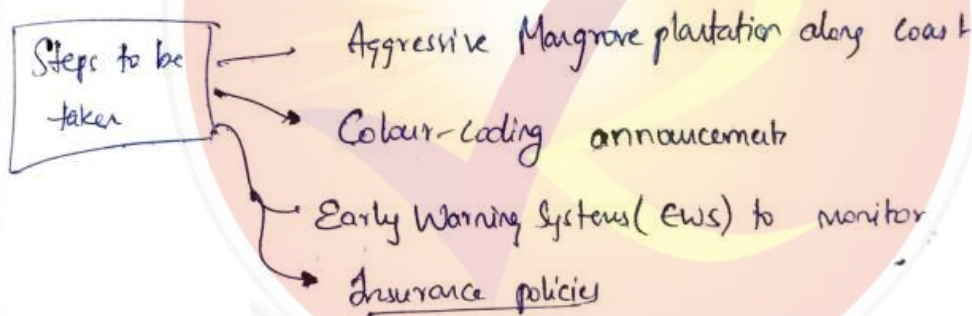 Steps to be
taken
Aggressive Mangrove plantation along coast
Colour-coding announcements
Early Warning Systems (EWS) to monitor
Insurance policies